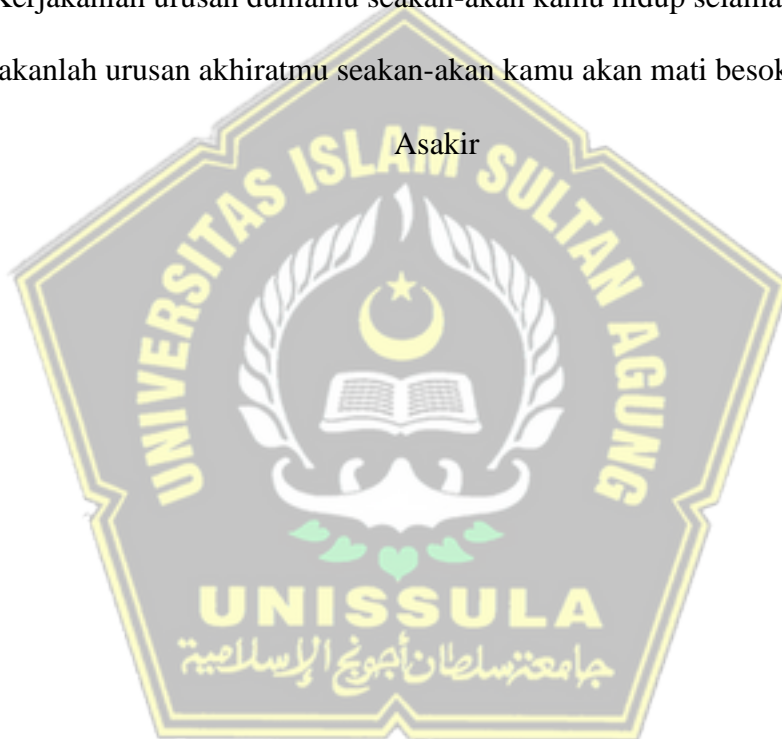 Kerjakanlah urusan duniamu seakan-akan kamu hidup selama
akanlah urusan akhiratmu seakan-akan kamu akan mati besok
Asakir
UNIVERSITAS ISLAM SULTAN AGUNG
UNISSULA
جامعة سلطان أجونج الإسلامية